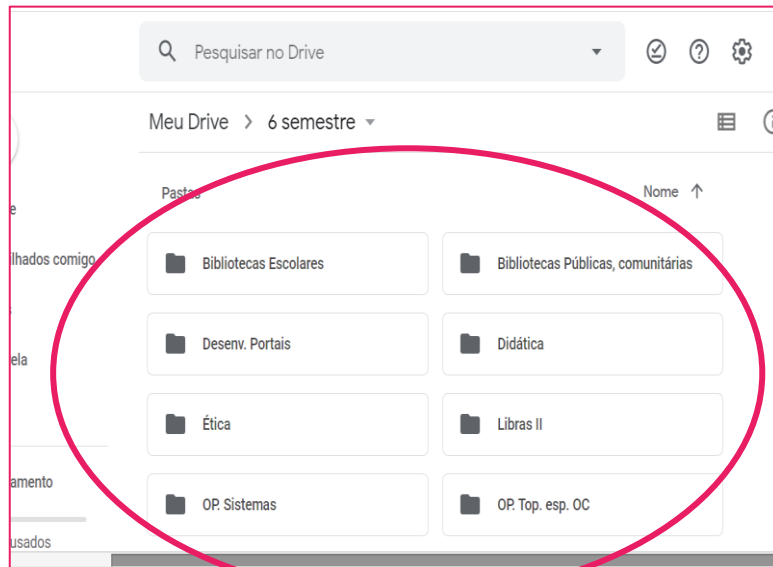 Pesquisar no Drive
Meu Drive > 6 semestre
Pastas Nome
e
lhados comigo
s
ela
amento
usados
Bibliotecas Escolares
Bibliotecas Públicas, comunitárias
Desenv. Portais
Didática
Ética
Libras II
OP. Sistemas
OP. Top. esp. OC